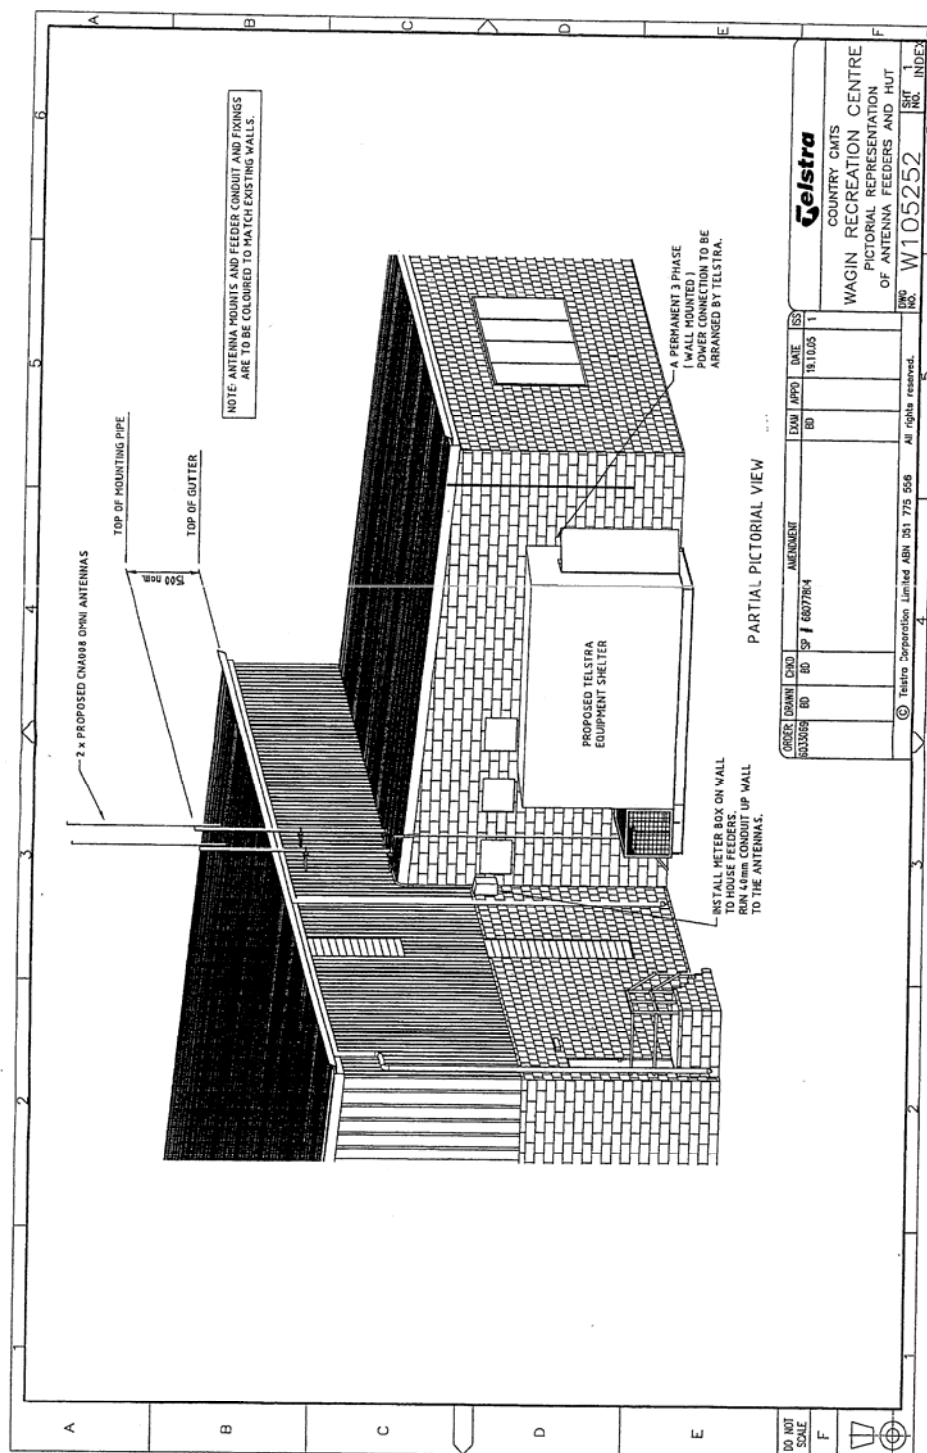 1
2
3
4
5
6
A
B
C
D
E
F
2 x PROPOSED CNA008 OMNI ANTENNAS
TOP OF MOUNTING PIPE
1500 nom.
TOP OF GUTTER
NOTE: ANTENNA MOUNTS AND FEEDER CONDUIT AND FIXINGS
ARE TO BE COLOURED TO MATCH EXISTING WALLS.
PROPOSED TELSTRA
EQUIPMENT SHELTER
A PERMANENT 3 PHASE
( WALL MOUNTED )
POWER CONNECTION TO BE
ARRANGED BY TELSTRA.
INSTALL METER BOX ON WALL
TO HOUSE FEEDERS.
RUN 40mm CONDUIT UP WALL
TO THE ANTENNAS.
PARTIAL PICTORIAL VIEW
ORDER DRAWN CHKD AMENDMENT EXAM APPD DATE ISS
6033069 BD BD SP BD 19.10.05 1
Telstra
COUNTRY CMTS
WAGIN RECREATION CENTRE
PICTORIAL REPRESENTATION
OF ANTENNA FEEDERS AND HUT
DWG NO. W105252 SHT NO. 1 INDEX
© Telstra Corporation Limited ABN 051 775 556 All rights reserved.
A
B
C
D
E
F
DO NOT
SCALE
1
2
3
4
5